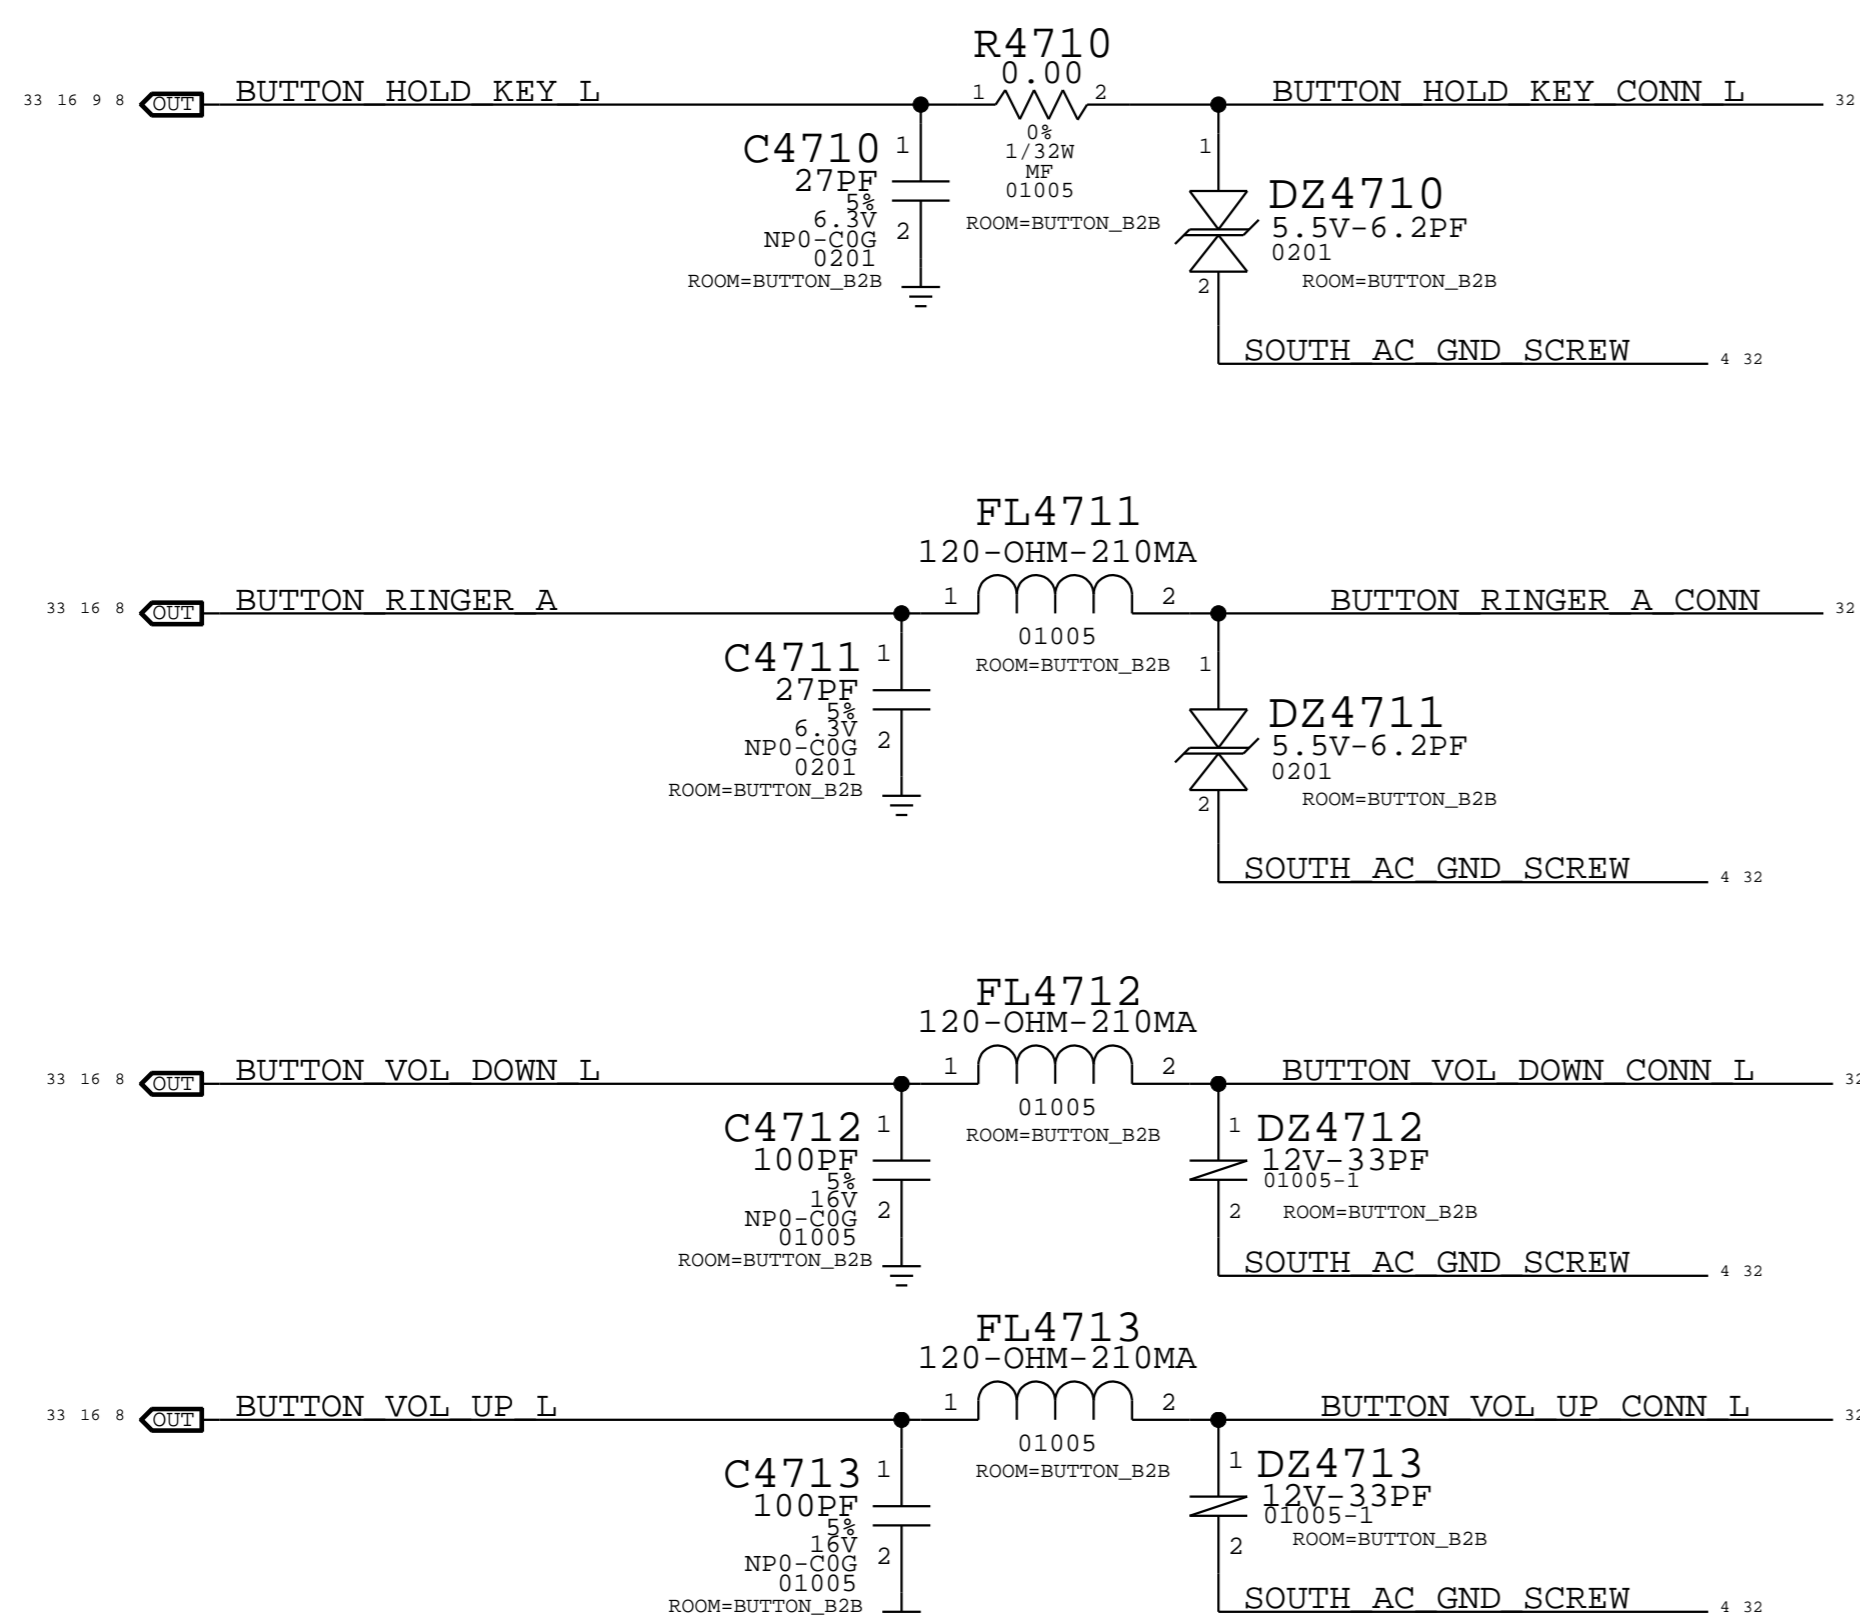 R4710
0.00
33 16 9 8 OUT BUTTON_HOLD_KEY_L 1 2 BUTTON_HOLD_KEY_CONN_L 32
0%
1/32W
MF
01005
ROOM=BUTTON_B2B
C4710 1
27PF
5%
6.3V
NP0-C0G 2
0201
ROOM=BUTTON_B2B
1
DZ4710
5.5V-6.2PF
0201
ROOM=BUTTON_B2B
2
SOUTH_AC_GND_SCREW 4 32
FL4711
120-OHM-210MA
33 16 8 OUT BUTTON_RINGER_A 1 2 BUTTON_RINGER_A_CONN 32
01005
ROOM=BUTTON_B2B
C4711 1
27PF
5%
6.3V
NP0-C0G 2
0201
ROOM=BUTTON_B2B
1
DZ4711
5.5V-6.2PF
0201
ROOM=BUTTON_B2B
2
SOUTH_AC_GND_SCREW 4 32
FL4712
120-OHM-210MA
33 16 8 OUT BUTTON_VOL_DOWN_L 1 2 BUTTON_VOL_DOWN_CONN_L 32
01005
ROOM=BUTTON_B2B
C4712 1
100PF
5%
16V
NP0-C0G 2
01005
ROOM=BUTTON_B2B
1 DZ4712
12V-33PF
01005-1
2 ROOM=BUTTON_B2B
SOUTH_AC_GND_SCREW 4 32
FL4713
120-OHM-210MA
33 16 8 OUT BUTTON_VOL_UP_L 1 2 BUTTON_VOL_UP_CONN_L 32
01005
ROOM=BUTTON_B2B
C4713 1
100PF
5%
16V
NP0-C0G 2
01005
ROOM=BUTTON_B2B
1 DZ4713
12V-33PF
01005-1
ROOM=BUTTON_B2B
2
SOUTH_AC_GND_SCREW 4 32